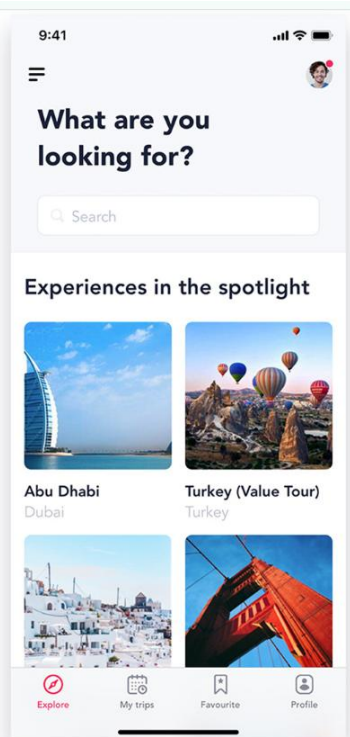 9:41
What are you
looking for?
Search
Experiences in the spotlight
Abu Dhabi
Dubai
Turkey (Value Tour)
Turkey
Explore
My trips
Favourite
Profile